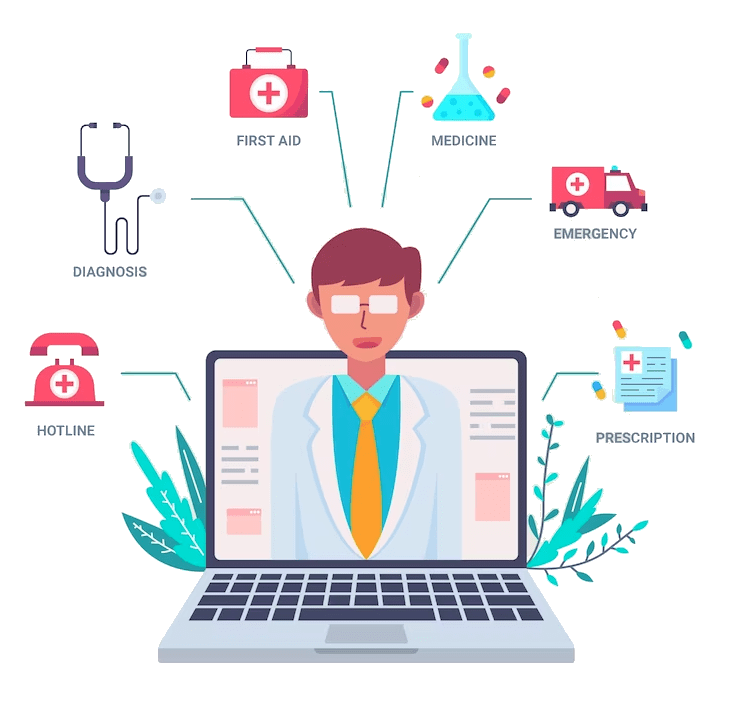 FIRST AID
MEDICINE
DIAGNOSIS
EMERGENCY
HOTLINE
PRESCRIPTION